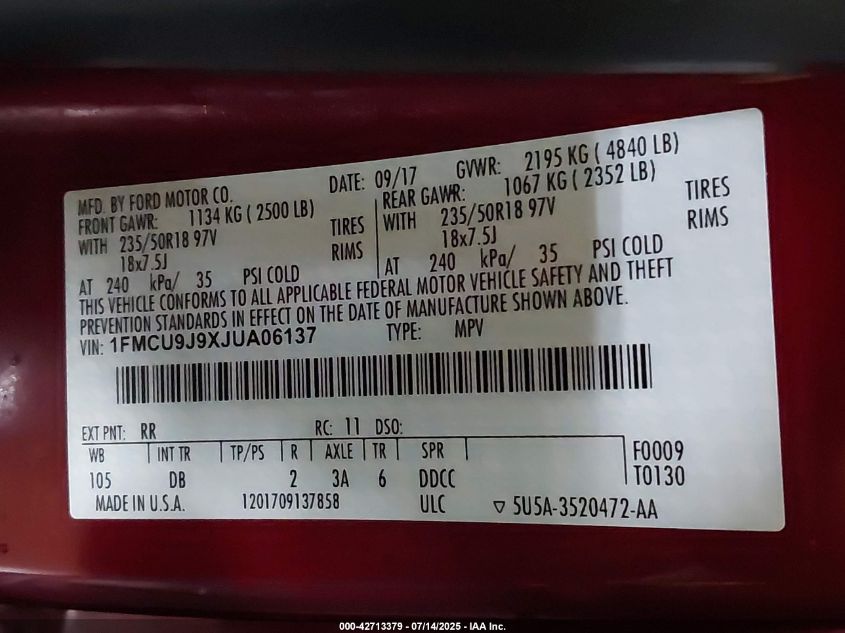 MFD. BY FORD MOTOR CO. DATE: 09/17 GVWR: 2195 KG ( 4840 LB)
FRONT GAWR: 1134 KG ( 2500 LB) REAR GAWR: 1067 KG ( 2352 LB)
WITH 235/50R18 97V TIRES WITH 235/50R18 97V TIRES
18x7.5J RIMS 18x7.5J RIMS
AT 240 kPa/ 35 PSI COLD AT 240 kPa/ 35 PSI COLD
THIS VEHICLE CONFORMS TO ALL APPLICABLE FEDERAL MOTOR VEHICLE SAFETY AND THEFT
PREVENTION STANDARDS IN EFFECT ON THE DATE OF MANUFACTURE SHOWN ABOVE.
VIN: 1FMCU9J9XJUA06137 TYPE: MPV
EXT PNT: RR RC: 11 DSO:
WB INT TR TP/PS R AXLE TR SPR F0009
105 DB 2 3A 6 DDCC T0130
MADE IN U.S.A. 1201709137858 ULC ▽ 5U5A-3520472-AA
000-42713379 - 07/14/2025 - IAA Inc.